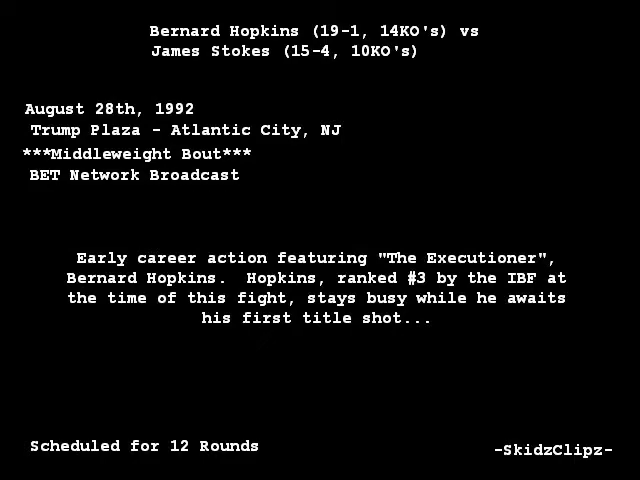 Bernard Hopkins (19-1, 14KO's) vs
James Stokes (15-4, 10KO's)
August 28th, 1992
Trump Plaza - Atlantic City, NJ
***Middleweight Bout***
BET Network Broadcast
Early career action featuring "The Executioner",
Bernard Hopkins. Hopkins, ranked #3 by the IBF at
the time of this fight, stays busy while he awaits
his first title shot...
Scheduled for 12 Rounds
-SkidzClipz-